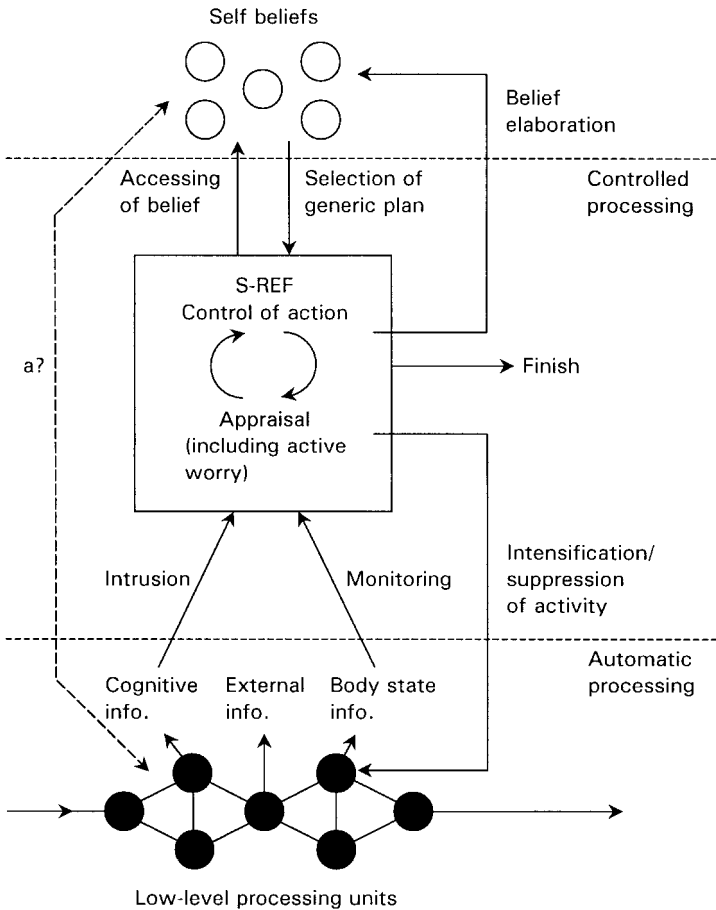 Self beliefs
Belief
elaboration
Accessing
of belief
Selection of
generic plan
Controlled
processing
S-REF
Control of action
a?
Finish
Appraisal
(including active
worry)
Intrusion
Monitoring
Intensification/
suppression
of activity
Automatic
processing
Cognitive
info.
External
info.
Body state
info.
Low-level processing units